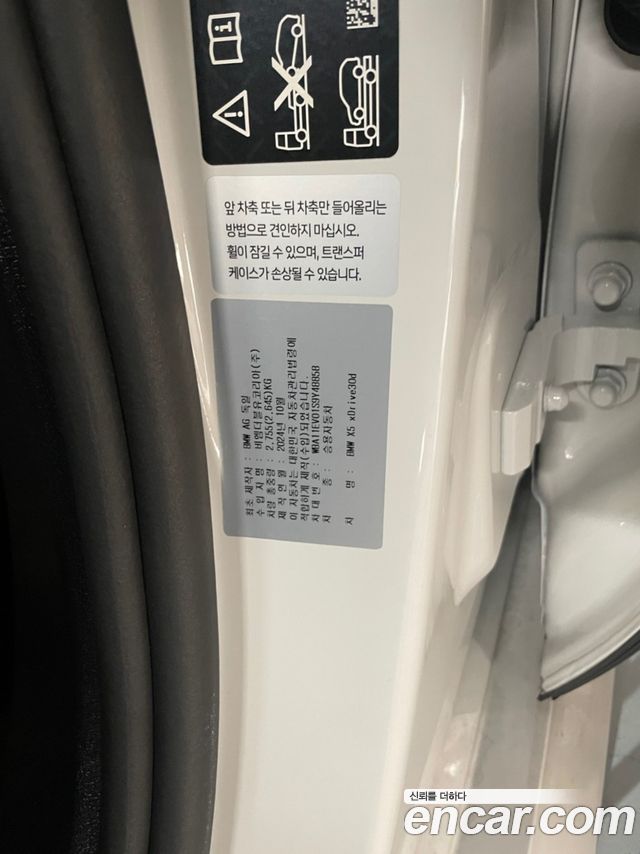 앞 차축 또는 뒤 차축만 들어올리는
방법으로 견인하지 마십시오.
휠이 잠길 수 있으며, 트랜스퍼
케이스가 손상될 수 있습니다.
최초 제작자 : BMW AG 독일
수 입 자 명 : 비엠더블유코리아(주)
차량 총중량 : 2,755(2,645)KG
제 작 연 월 : 2024년 10월
이 자동차는 대한민국 자동차관리법령에
적합하게 제작(수입)되었습니다.
차 대 번 호 : WBA11EV01S9Y48858
차 종 : 승용자동차
차 명 : BMW X5 xDrive30d
신뢰를 더하다
encar.com